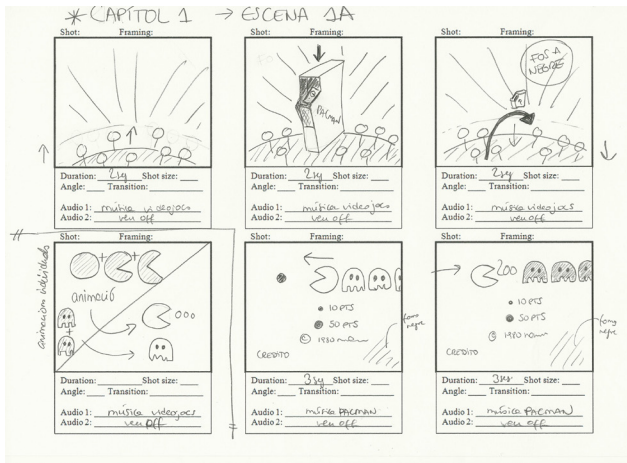 * CAPÍTOL 1 → ESCENA 1A
Shot: Framing:
FOS A
NEGRE
PACMAN
Duration: 2sg Shot size:
Angle: Transition:
Audio 1: música videojocs
Audio 2: veu off
Shot: Framing:
Duration: 2sg Shot size:
Angle: Transition:
Audio 1: música videojocs
Audio 2: veu off
Shot: Framing:
Duration: 2sg Shot size:
Angle: Transition:
Audio 1: música videojocs
Audio 2: veu off
Shot: Framing:
animació
Duration: Shot size:
Angle: Transition:
Audio 1: música videojocs
Audio 2: veu off
Shot: Framing:
10 PTS
50 PTS
© 1980
CREDITO
fons
negre
Duration: 3sg Shot size:
Angle: Transition:
Audio 1: música PACMAN
Audio 2: veu off
Shot: Framing:
200
10 PTS
50 PTS
© 1980
CREDITO
fons
negre
Duration: 3sg Shot size:
Angle: Transition:
Audio 1: música PACMAN
Audio 2: veu off